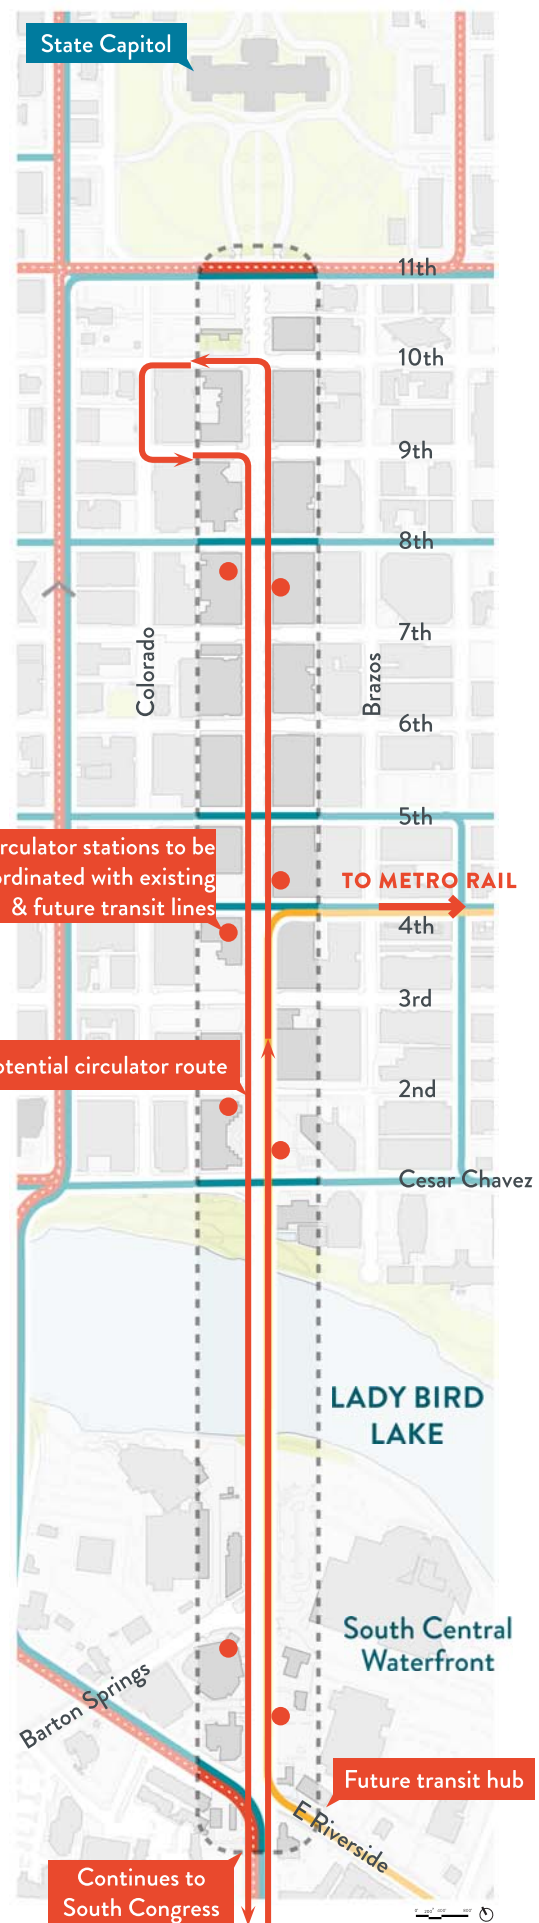 State Capitol
11th
10th
9th
8th
7th
Colorado
Brazos
6th
5th
rculator stations to be
ordinated with existing
& future transit lines
TO METRO RAIL
4th
3rd
otential circulator route
2nd
Cesar Chavez
LADY BIRD
LAKE
South Central
Waterfront
Barton Springs
Future transit hub
E Riverside
Continues to
South Congress